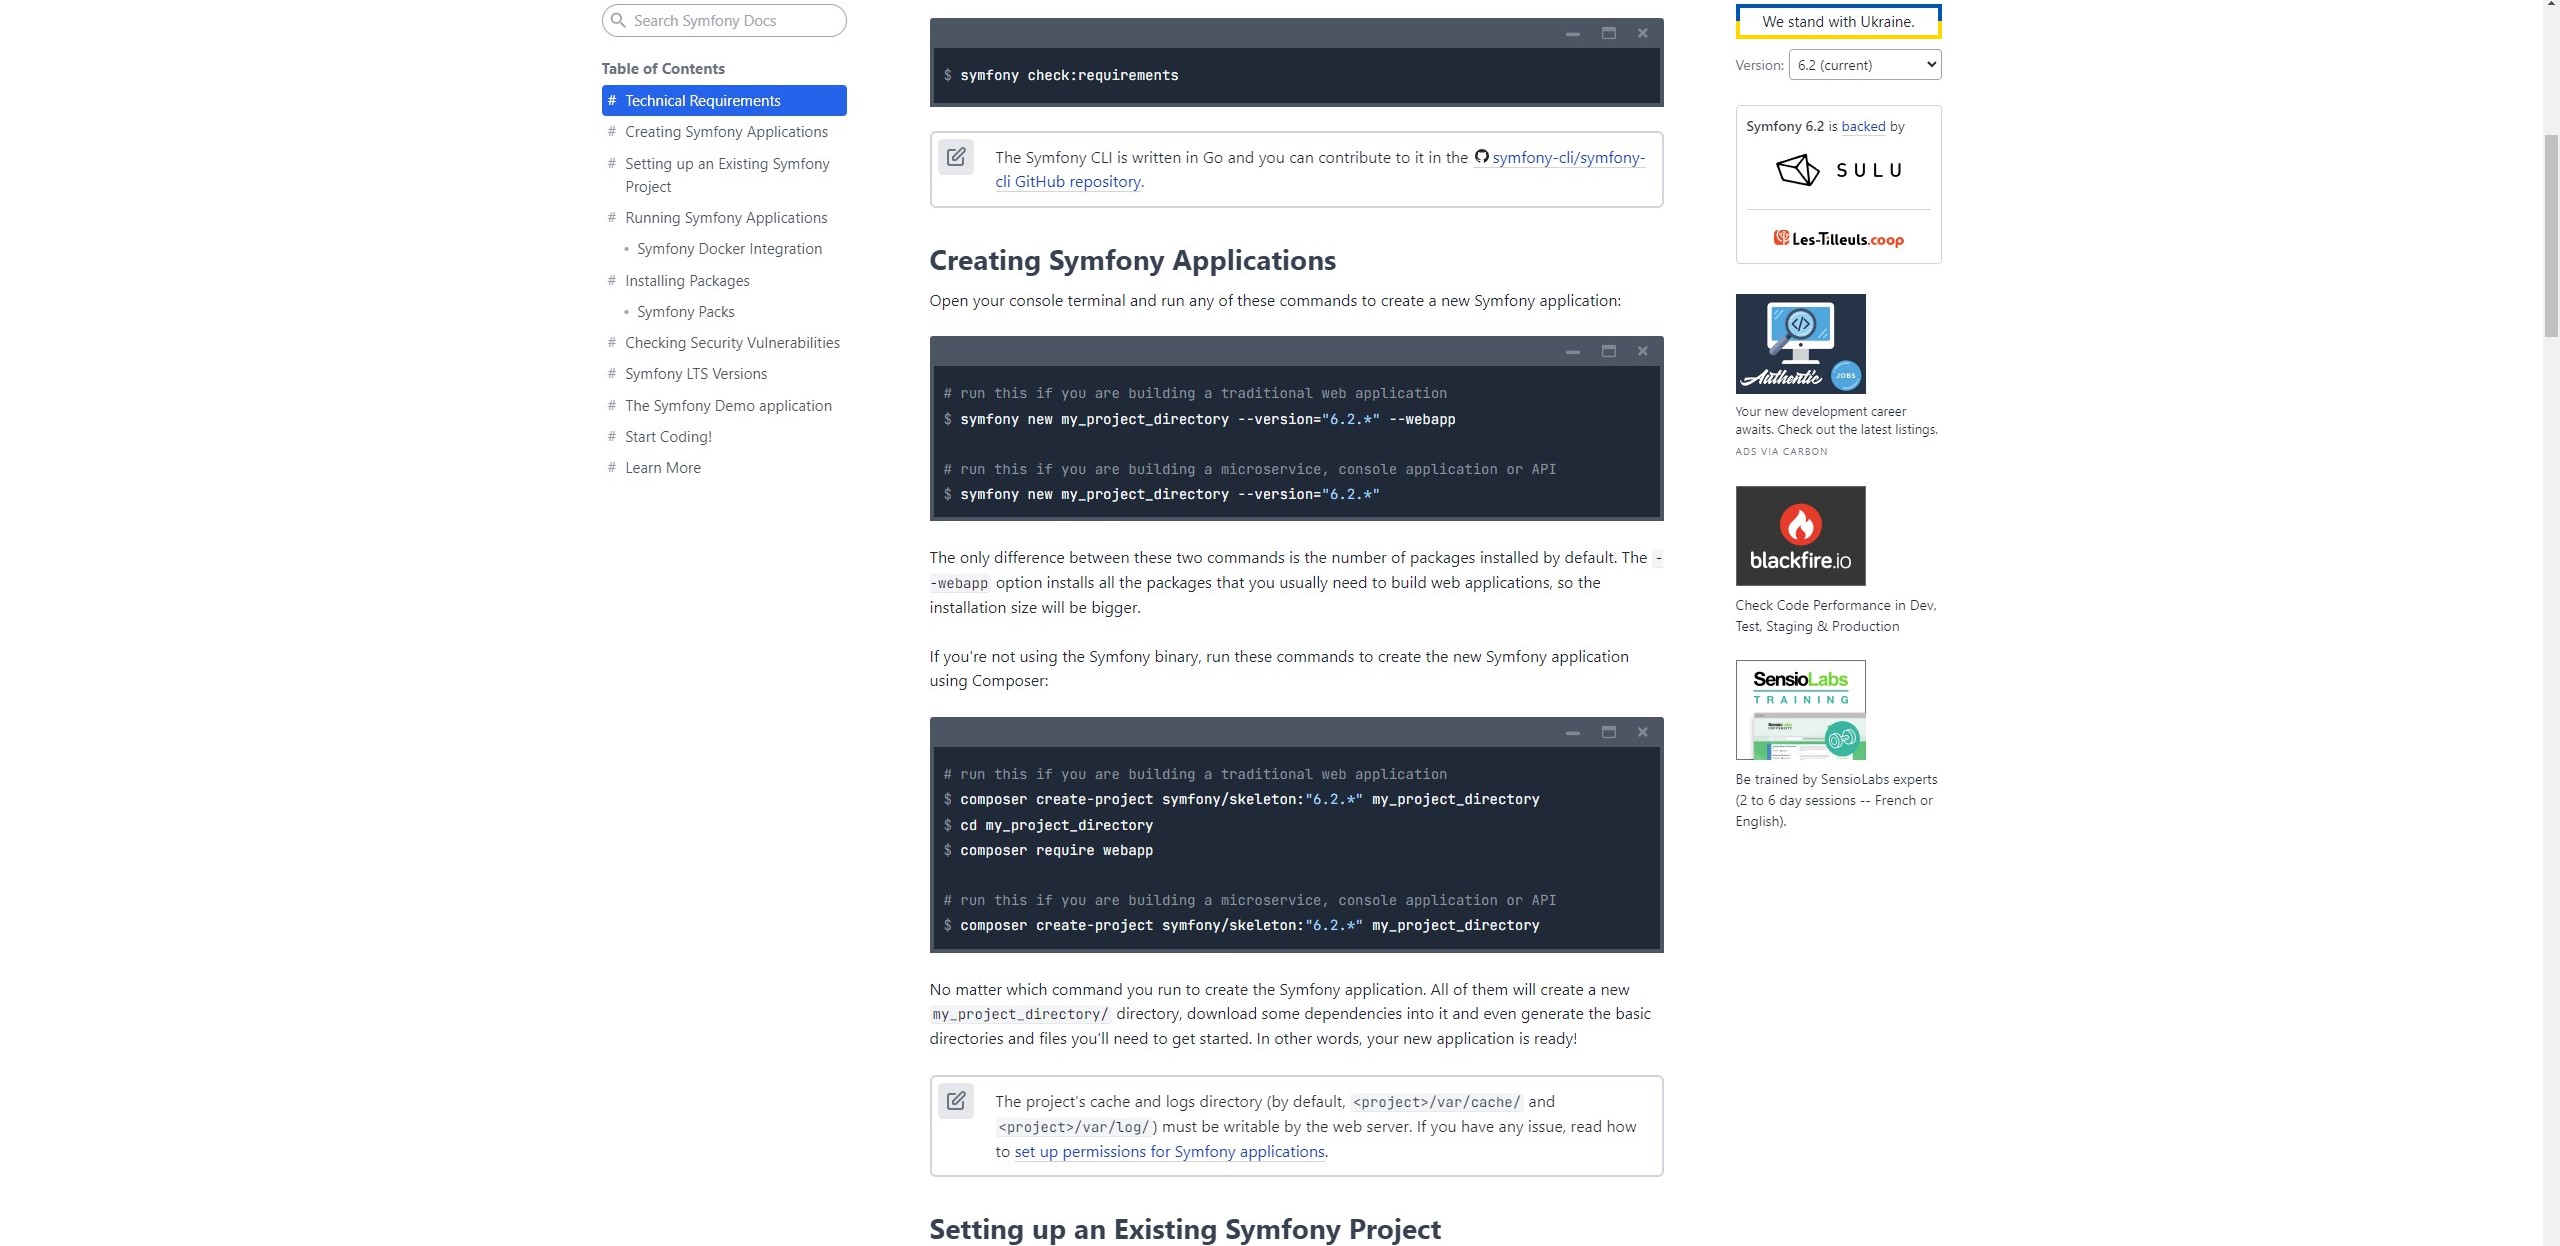 Search Symfony Docs
Table of Contents
# Technical Requirements
# Creating Symfony Applications
# Setting up an Existing Symfony
Project
# Running Symfony Applications
• Symfony Docker Integration
# Installing Packages
• Symfony Packs
# Checking Security Vulnerabilities
# Symfony LTS Versions
# The Symfony Demo application
# Start Coding!
# Learn More
$ symfony check:requirements
The Symfony CLI is written in Go and you can contribute to it in the symfony-cli/symfony-
cli GitHub repository.
Creating Symfony Applications
Open your console terminal and run any of these commands to create a new Symfony application:
# run this if you are building a traditional web application
$ symfony new my_project_directory --version="6.2.*" --webapp
# run this if you are building a microservice, console application or API
$ symfony new my_project_directory --version="6.2.*"
The only difference between these two commands is the number of packages installed by default. The -
-webapp option installs all the packages that you usually need to build web applications, so the
installation size will be bigger.
If you're not using the Symfony binary, run these commands to create the new Symfony application
using Composer:
# run this if you are building a traditional web application
$ composer create-project symfony/skeleton:"6.2.*" my_project_directory
$ cd my_project_directory
$ composer require webapp
# run this if you are building a microservice, console application or API
$ composer create-project symfony/skeleton:"6.2.*" my_project_directory
No matter which command you run to create the Symfony application. All of them will create a new
my_project_directory/ directory, download some dependencies into it and even generate the basic
directories and files you'll need to get started. In other words, your new application is ready!
The project's cache and logs directory (by default, <project>/var/cache/ and
<project>/var/log/) must be writable by the web server. If you have any issue, read how
to set up permissions for Symfony applications.
Setting up an Existing Symfony Project
We stand with Ukraine.
Version: 6.2 (current)
Symfony 6.2 is backed by
SULU
Les-Tilleuls.coop
</>
Authentic JOBS
Your new development career
awaits. Check out the latest listings.
ADS VIA CARBON
blackfire.io
Check Code Performance in Dev,
Test, Staging & Production
SensioLabs
TRAINING
SensioLabs
UNIVERSITY
Be trained by SensioLabs experts
(2 to 6 day sessions -- French or
English).